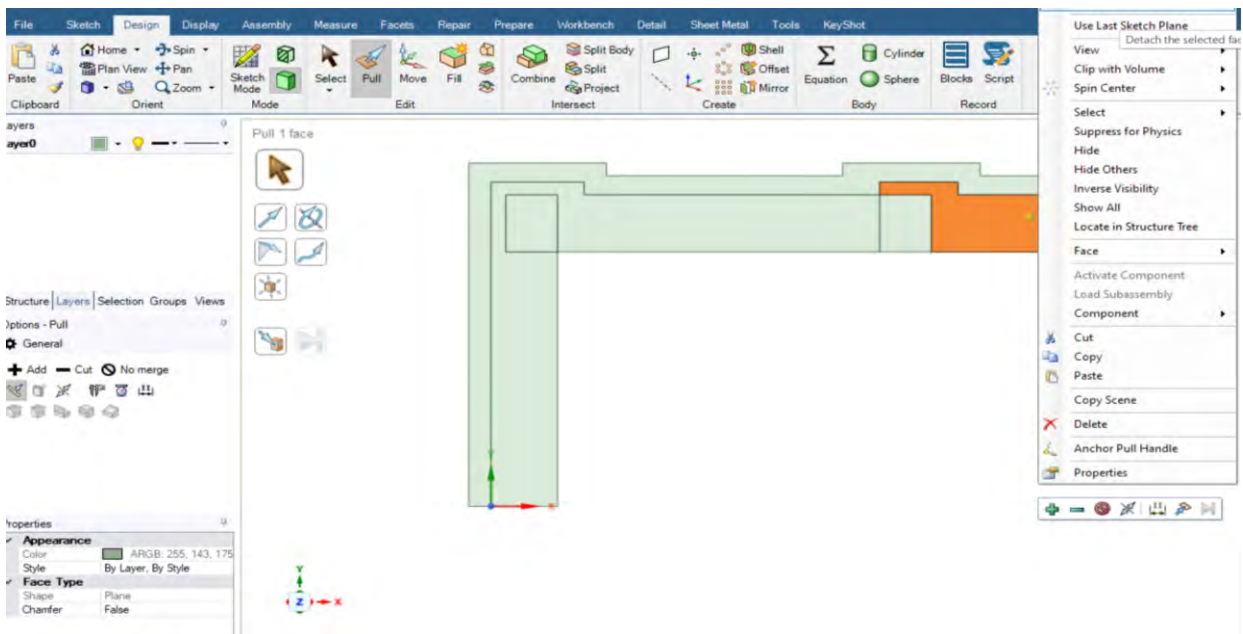 File Sketch Design Display Assembly Measure Facets Repair Prepare Workbench Detail Sheet Metal Tools KeyShot
Home Spin
Plan View Pan
Zoom
Paste
Clipboard
Orient
Sketch Mode
Mode
Select Pull Move Fill
Edit
Combine
Split Body
Split
Project
Intersect
Shell
Offset
Mirror
Create
Equation
Cylinder
Sphere
Body
Blocks Script
Record
ayers
ayer0
Structure Layers Selection Groups Views
Options - Pull
General
Add Cut No merge
Properties
Appearance
Color ARGB: 255, 143, 175
Style By Layer, By Style
Face Type
Shape Plane
Chamfer False
Pull 1 face
Y
X
Y
Z X
Use Last Sketch Plane
Detach the selected fac
View
Clip with Volume
Spin Center
Select
Suppress for Physics
Hide
Hide Others
Inverse Visibility
Show All
Locate in Structure Tree
Face
Activate Component
Load Subassembly
Component
Cut
Copy
Paste
Copy Scene
Delete
Anchor Pull Handle
Properties